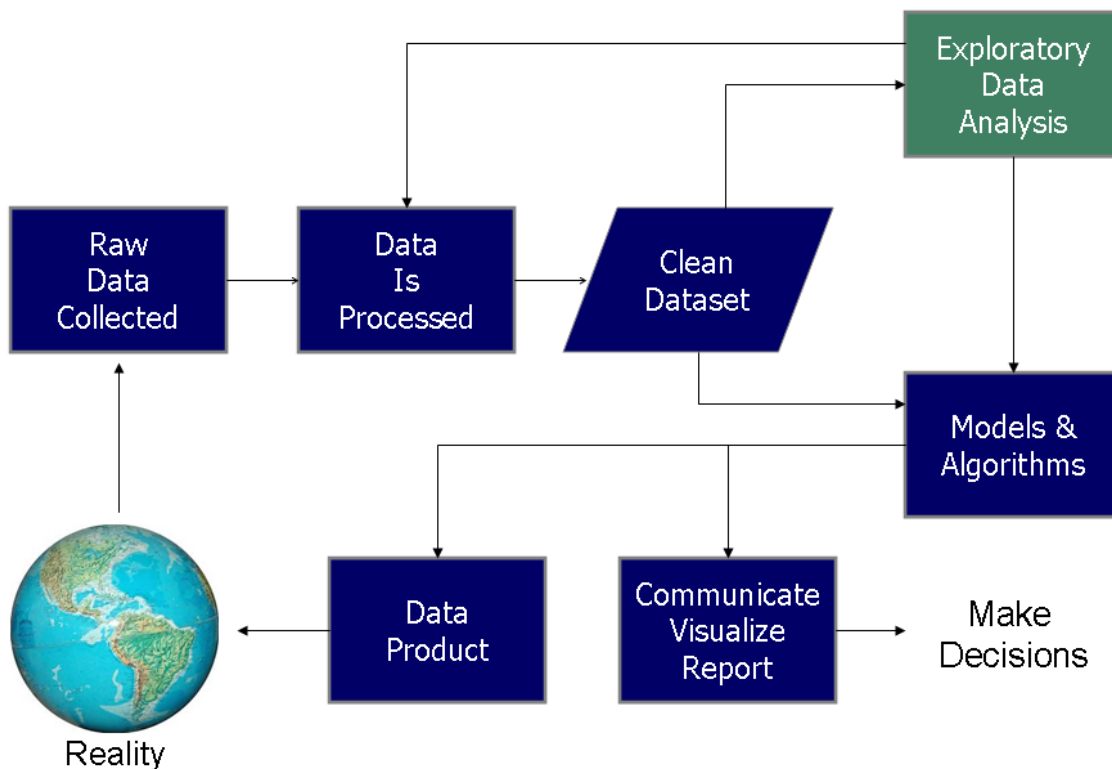 Exploratory
Data
Analysis
Raw
Data
Collected
Data
Is
Processed
Clean
Dataset
Models &
Algorithms
Data
Product
Communicate
Visualize
Report
Make
Decisions
Reality